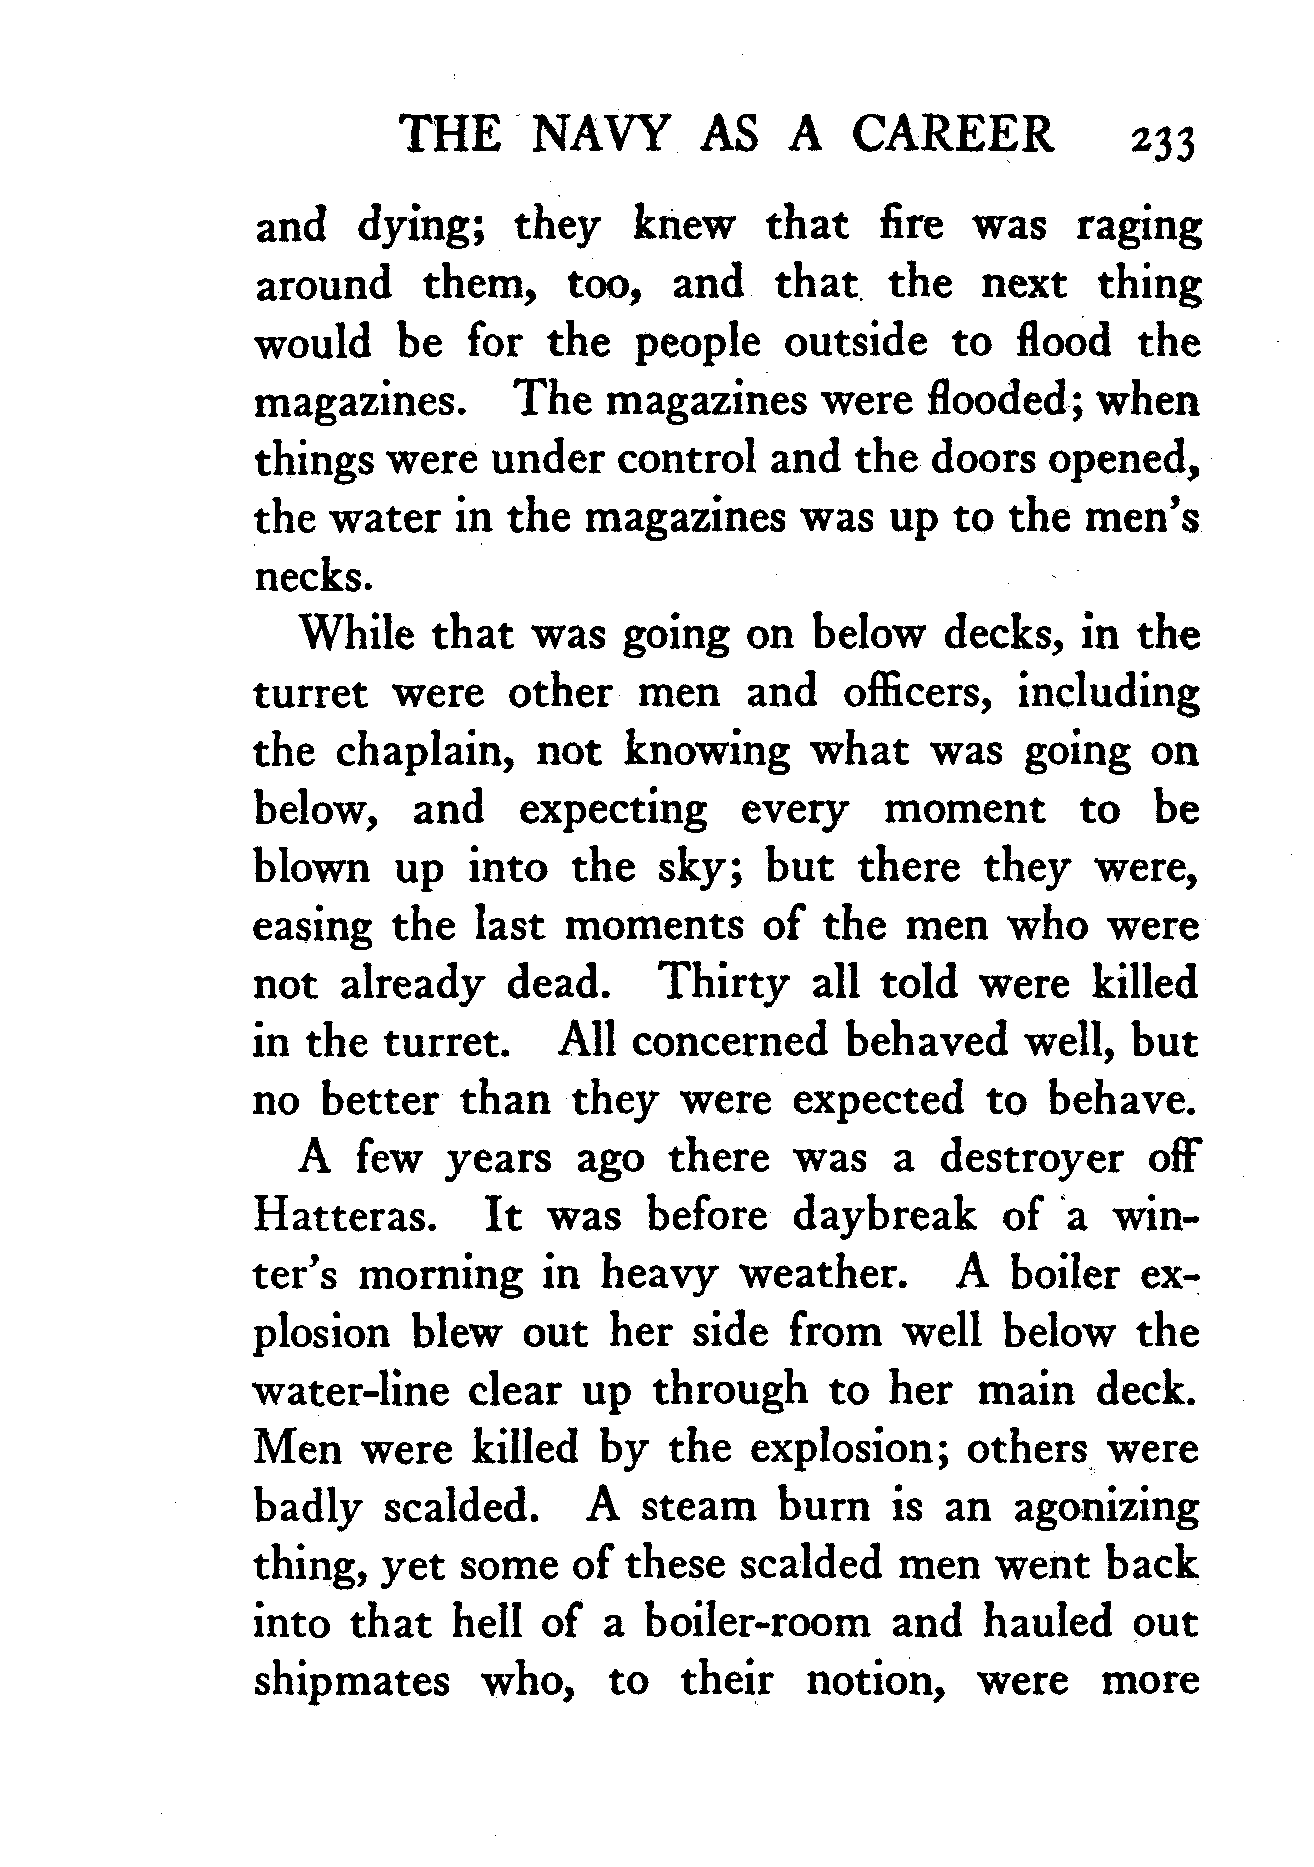 THE NAVY AS A CAREER 233
and dying; they knew that fire was raging
around them, too, and that the next thing
would be for the people outside to flood the
magazines. The magazines were flooded; when
things were under control and the doors opened,
the water in the magazines was up to the men's
necks.
While that was going on below decks, in the
turret were other men and officers, including
the chaplain, not knowing what was going on
below, and expecting every moment to be
blown up into the sky; but there they were,
easing the last moments of the men who were
not already dead. Thirty all told were killed
in the turret. All concerned behaved well, but
no better than they were expected to behave.
A few years ago there was a destroyer off
Hatteras. It was before daybreak of a win-
ter's morning in heavy weather. A boiler ex-
plosion blew out her side from well below the
water-line clear up through to her main deck.
Men were killed by the explosion; others were
badly scalded. A steam burn is an agonizing
thing, yet some of these scalded men went back
into that hell of a boiler-room and hauled out
shipmates who, to their notion, were more